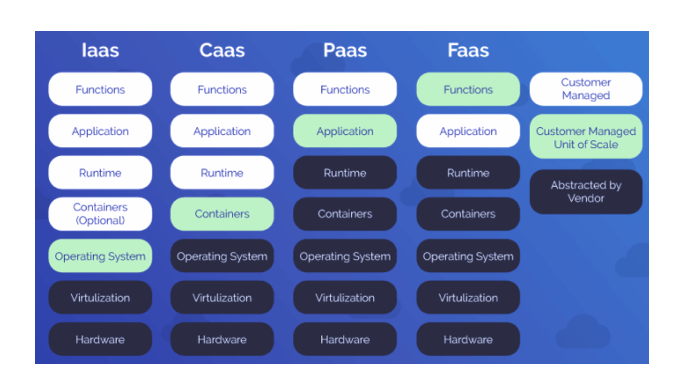 Iaas Caas Paas Faas
Functions Functions Functions Functions Customer
Managed
Application Application Application Application Customer Managed
Unit of Scale
Runtime Runtime Runtime Runtime Abstracted by
Vendor
Containers
(Optional) Containers Containers Containers
Operating System Operating System Operating System Operating System
Virtulization Virtulization Virtulization Virtulization
Hardware Hardware Hardware Hardware